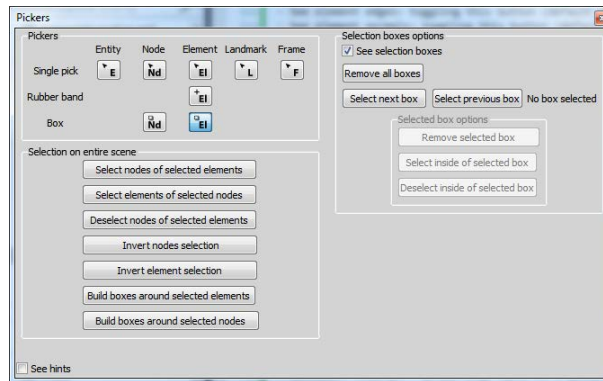 Pickers
Pickers
Entity Node Element Landmark Frame
Single pick E Nd El L F
Rubber band El
Box Nd El
Selection on entire scene
Select nodes of selected elements
Select elements of selected nodes
Deselect nodes of selected elements
Invert nodes selection
Invert element selection
Build boxes around selected elements
Build boxes around selected nodes
See hints
Selection boxes options
See selection boxes
Remove all boxes
Select next box Select previous box No box selected
Selected box options
Remove selected box
Select inside of selected box
Deselect inside of selected box